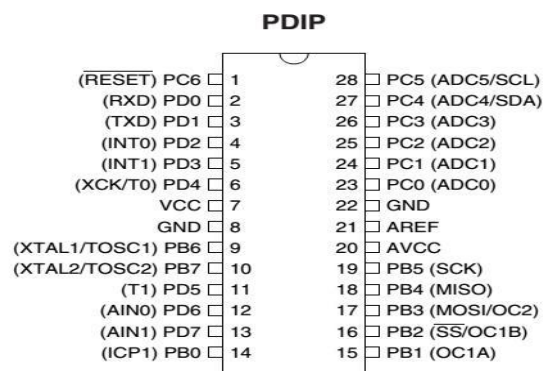 PDIP
(RESET) PC6 1 28 PC5 (ADC5/SCL)
(RXD) PD0 2 27 PC4 (ADC4/SDA)
(TXD) PD1 3 26 PC3 (ADC3)
(INT0) PD2 4 25 PC2 (ADC2)
(INT1) PD3 5 24 PC1 (ADC1)
(XCK/T0) PD4 6 23 PC0 (ADC0)
VCC 7 22 GND
GND 8 21 AREF
(XTAL1/TOSC1) PB6 9 20 AVCC
(XTAL2/TOSC2) PB7 10 19 PB5 (SCK)
(T1) PD5 11 18 PB4 (MISO)
(AIN0) PD6 12 17 PB3 (MOSI/OC2)
(AIN1) PD7 13 16 PB2 (SS/OC1B)
(ICP1) PB0 14 15 PB1 (OC1A)